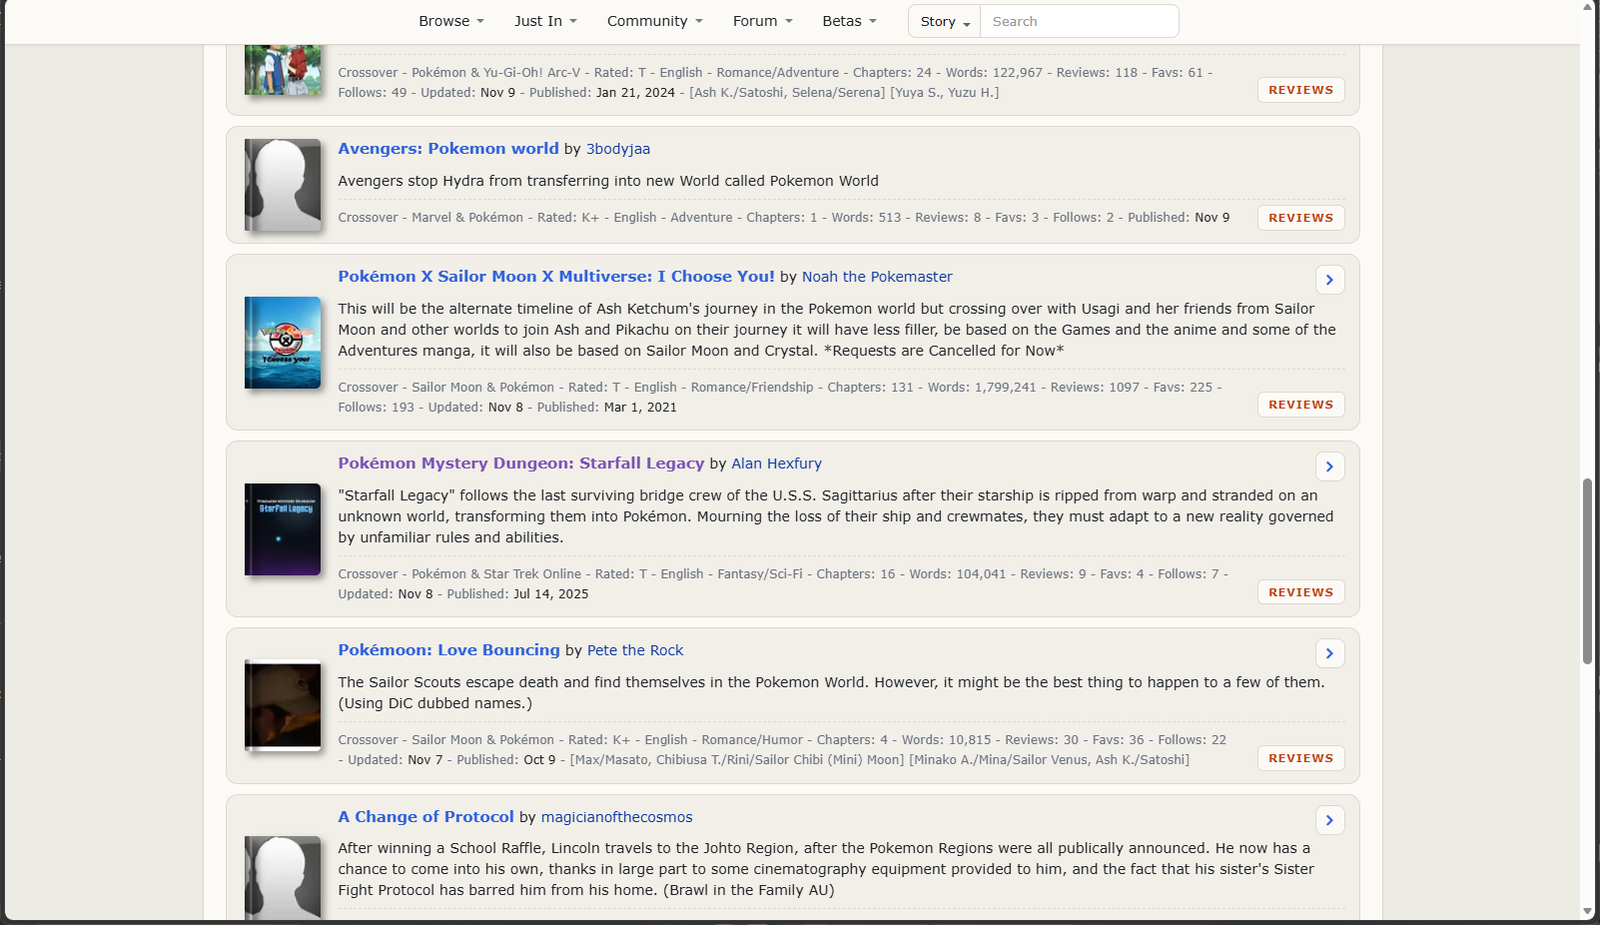 Browse
Just In
Community
Forum
Betas
Story
Search
Crossover - Pokémon & Yu-Gi-Oh! Arc-V - Rated: T - English - Romance/Adventure - Chapters: 24 - Words: 122,967 - Reviews: 118 - Favs: 61 -
Follows: 49 - Updated: Nov 9 - Published: Jan 21, 2024 - [Ash K./Satoshi, Selena/Serena] [Yuya S., Yuzu H.]
REVIEWS
Avengers: Pokemon world by 3bodyjaa
Avengers stop Hydra from transferring into new World called Pokemon World
Crossover - Marvel & Pokémon - Rated: K+ - English - Adventure - Chapters: 1 - Words: 513 - Reviews: 8 - Favs: 3 - Follows: 2 - Published: Nov 9
REVIEWS
Pokémon X Sailor Moon X Multiverse: I Choose You! by Noah the Pokemaster
This will be the alternate timeline of Ash Ketchum's journey in the Pokemon world but crossing over with Usagi and her friends from Sailor
Moon and other worlds to join Ash and Pikachu on their journey it will have less filler, be based on the Games and the anime and some of the
Adventures manga, it will also be based on Sailor Moon and Crystal. *Requests are Cancelled for Now*
I Choose You!
Crossover - Sailor Moon & Pokémon - Rated: T - English - Romance/Friendship - Chapters: 131 - Words: 1,799,241 - Reviews: 1097 - Favs: 225 -
Follows: 193 - Updated: Nov 8 - Published: Mar 1, 2021
REVIEWS
Pokémon Mystery Dungeon: Starfall Legacy by Alan Hexfury
"Starfall Legacy" follows the last surviving bridge crew of the U.S.S. Sagittarius after their starship is ripped from warp and stranded on an
unknown world, transforming them into Pokémon. Mourning the loss of their ship and crewmates, they must adapt to a new reality governed
by unfamiliar rules and abilities.
POKEMON MYSTERY DUNGEON
Starfall Legacy
Crossover - Pokémon & Star Trek Online - Rated: T - English - Fantasy/Sci-Fi - Chapters: 16 - Words: 104,041 - Reviews: 9 - Favs: 4 - Follows: 7 -
Updated: Nov 8 - Published: Jul 14, 2025
REVIEWS
Pokémoon: Love Bouncing by Pete the Rock
The Sailor Scouts escape death and find themselves in the Pokemon World. However, it might be the best thing to happen to a few of them.
(Using DiC dubbed names.)
Crossover - Sailor Moon & Pokémon - Rated: K+ - English - Romance/Humor - Chapters: 4 - Words: 10,815 - Reviews: 30 - Favs: 36 - Follows: 22
- Updated: Nov 7 - Published: Oct 9 - [Max/Masato, Chibiusa T./Rini/Sailor Chibi (Mini) Moon] [Minako A./Mina/Sailor Venus, Ash K./Satoshi]
REVIEWS
A Change of Protocol by magicianofthecosmos
After winning a School Raffle, Lincoln travels to the Johto Region, after the Pokemon Regions were all publically announced. He now has a
chance to come into his own, thanks in large part to some cinematography equipment provided to him, and the fact that his sister's Sister
Fight Protocol has barred him from his home. (Brawl in the Family AU)